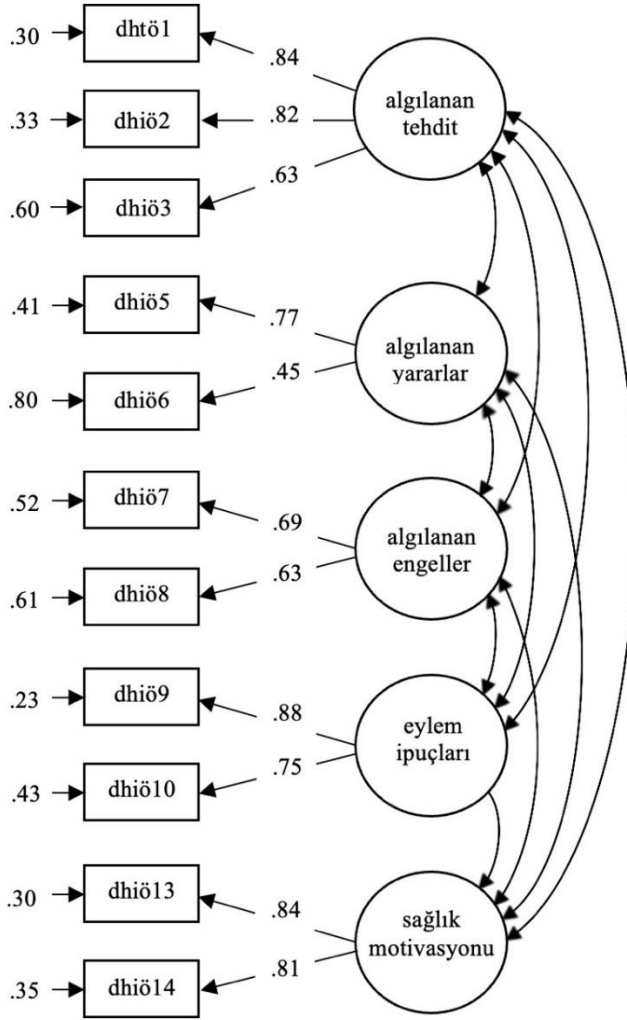 .30
dhtö1
.84
.33
dhiö2
.82
algılanan
tehdit
.60
dhiö3
.63
.41
dhiö5
.77
.80
dhiö6
.45
algılanan
yararlar
.52
dhiö7
.69
.61
dhiö8
.63
algılanan
engeller
.23
dhiö9
.88
.43
dhiö10
.75
eylem
ipuçları
.30
dhiö13
.84
.35
dhiö14
.81
sağlık
motivasyonu